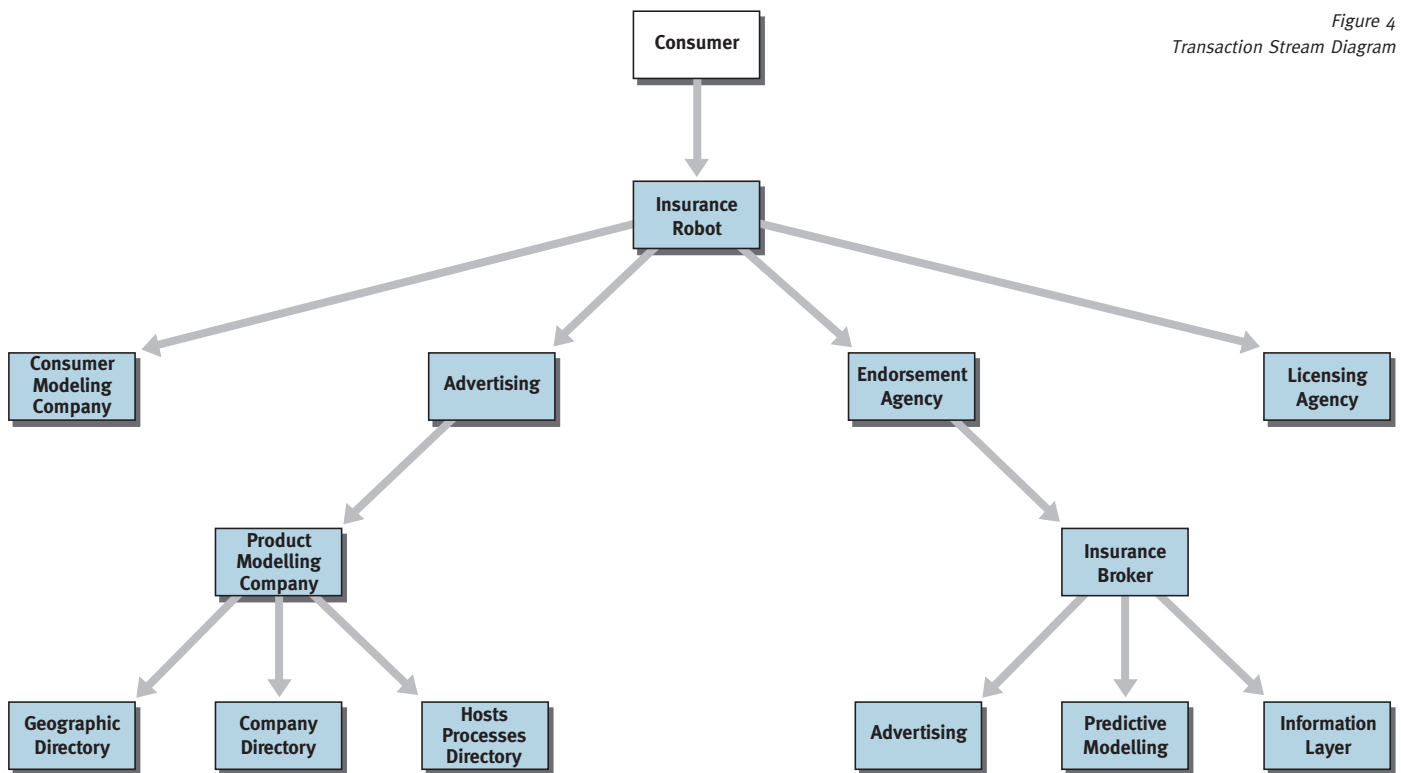 Figure 4
Transaction Stream Diagram
Consumer
Insurance
Robot
Consumer
Modeling
Company
Advertising
Endorsement
Agency
Licensing
Agency
Product
Modelling
Company
Insurance
Broker
Geographic
Directory
Company
Directory
Hosts
Processes
Directory
Advertising
Predictive
Modelling
Information
Layer